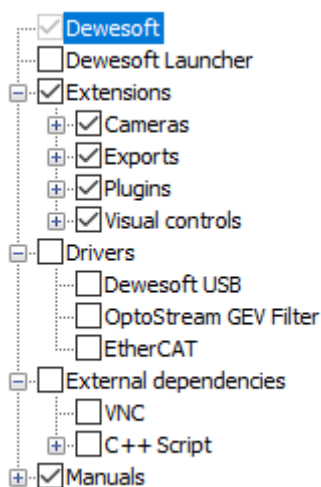 Dewesoft
Dewesoft Launcher
Extensions
Cameras
Exports
Plugins
Visual controls
Drivers
Dewesoft USB
OptoStream GEV Filter
EtherCAT
External dependencies
VNC
C++ Script
Manuals